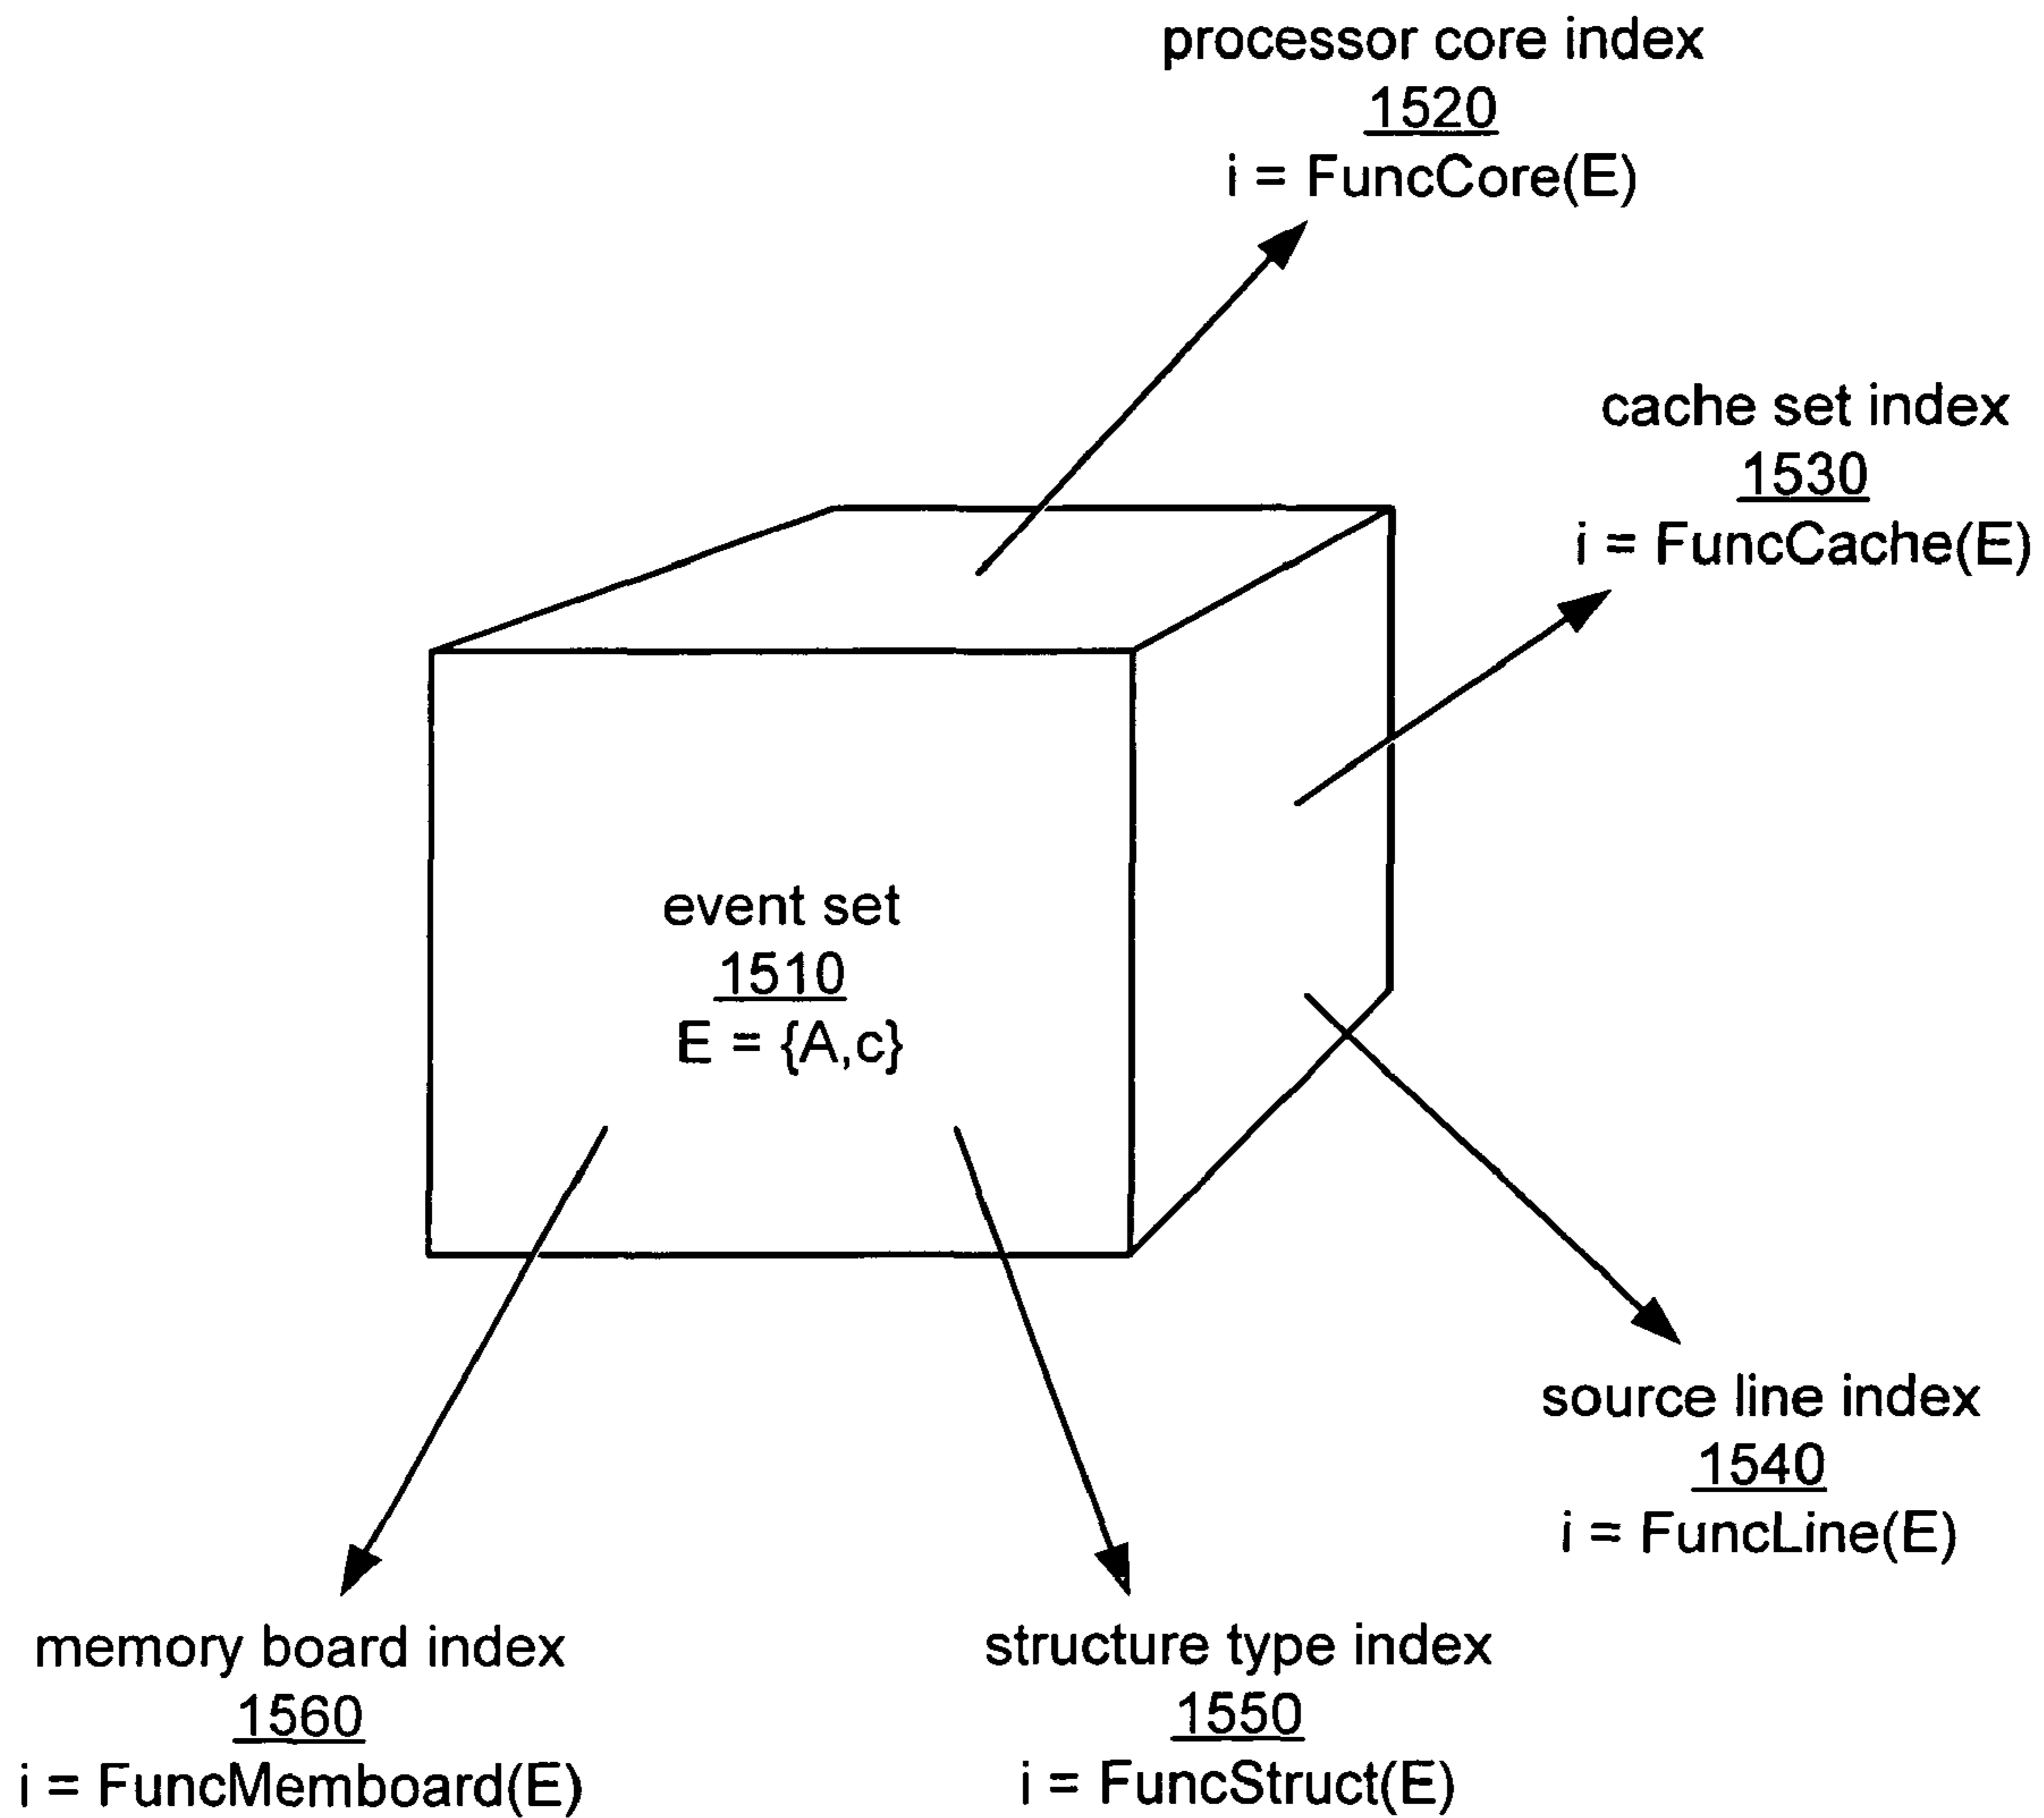 processor core index
1520
i = FuncCore(E)
cache set index
1530
i = FuncCache(E)
event set
1510
E = {A,c}
source line index
1540
i = FuncLine(E)
memory board index
1560
i = FuncMemboard(E)
structure type index
1550
i = FuncStruct(E)